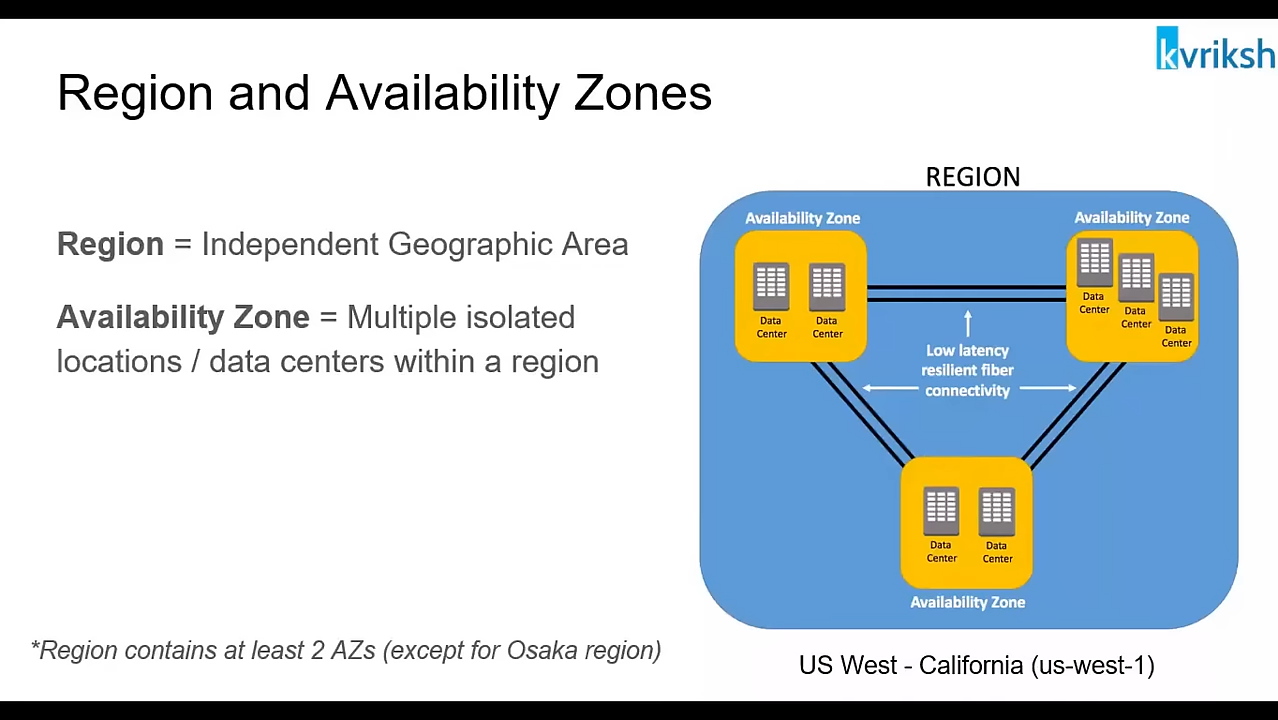 kvriksh
Region and Availability Zones
Region = Independent Geographic Area
Availability Zone = Multiple isolated
locations / data centers within a region
*Region contains at least 2 AZs (except for Osaka region)
REGION
Availability Zone
Data
Center
Data
Center
Availability Zone
Data
Center
Data
Center
Data
Center
Low latency
resilient fiber
connectivity
Data
Center
Data
Center
Availability Zone
US West - California (us-west-1)